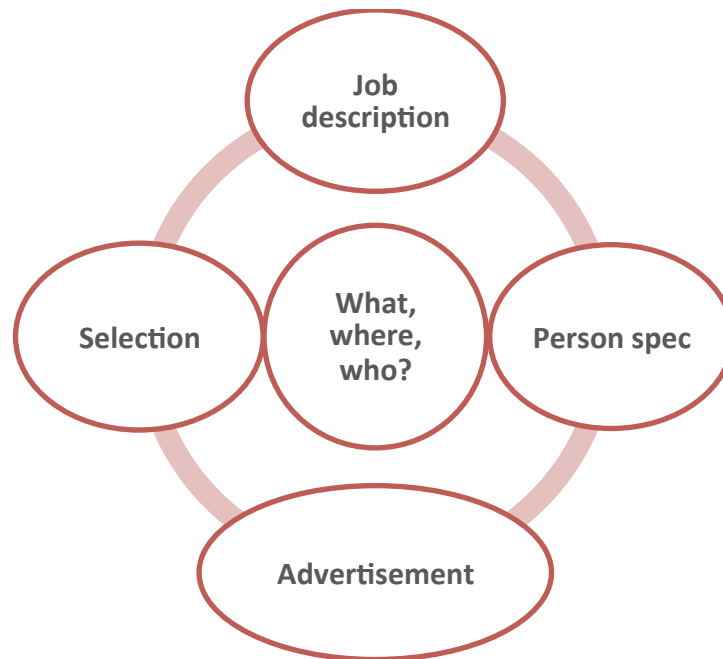 Job
description
Selection
What,
where,
who?
Person spec
Advertisement